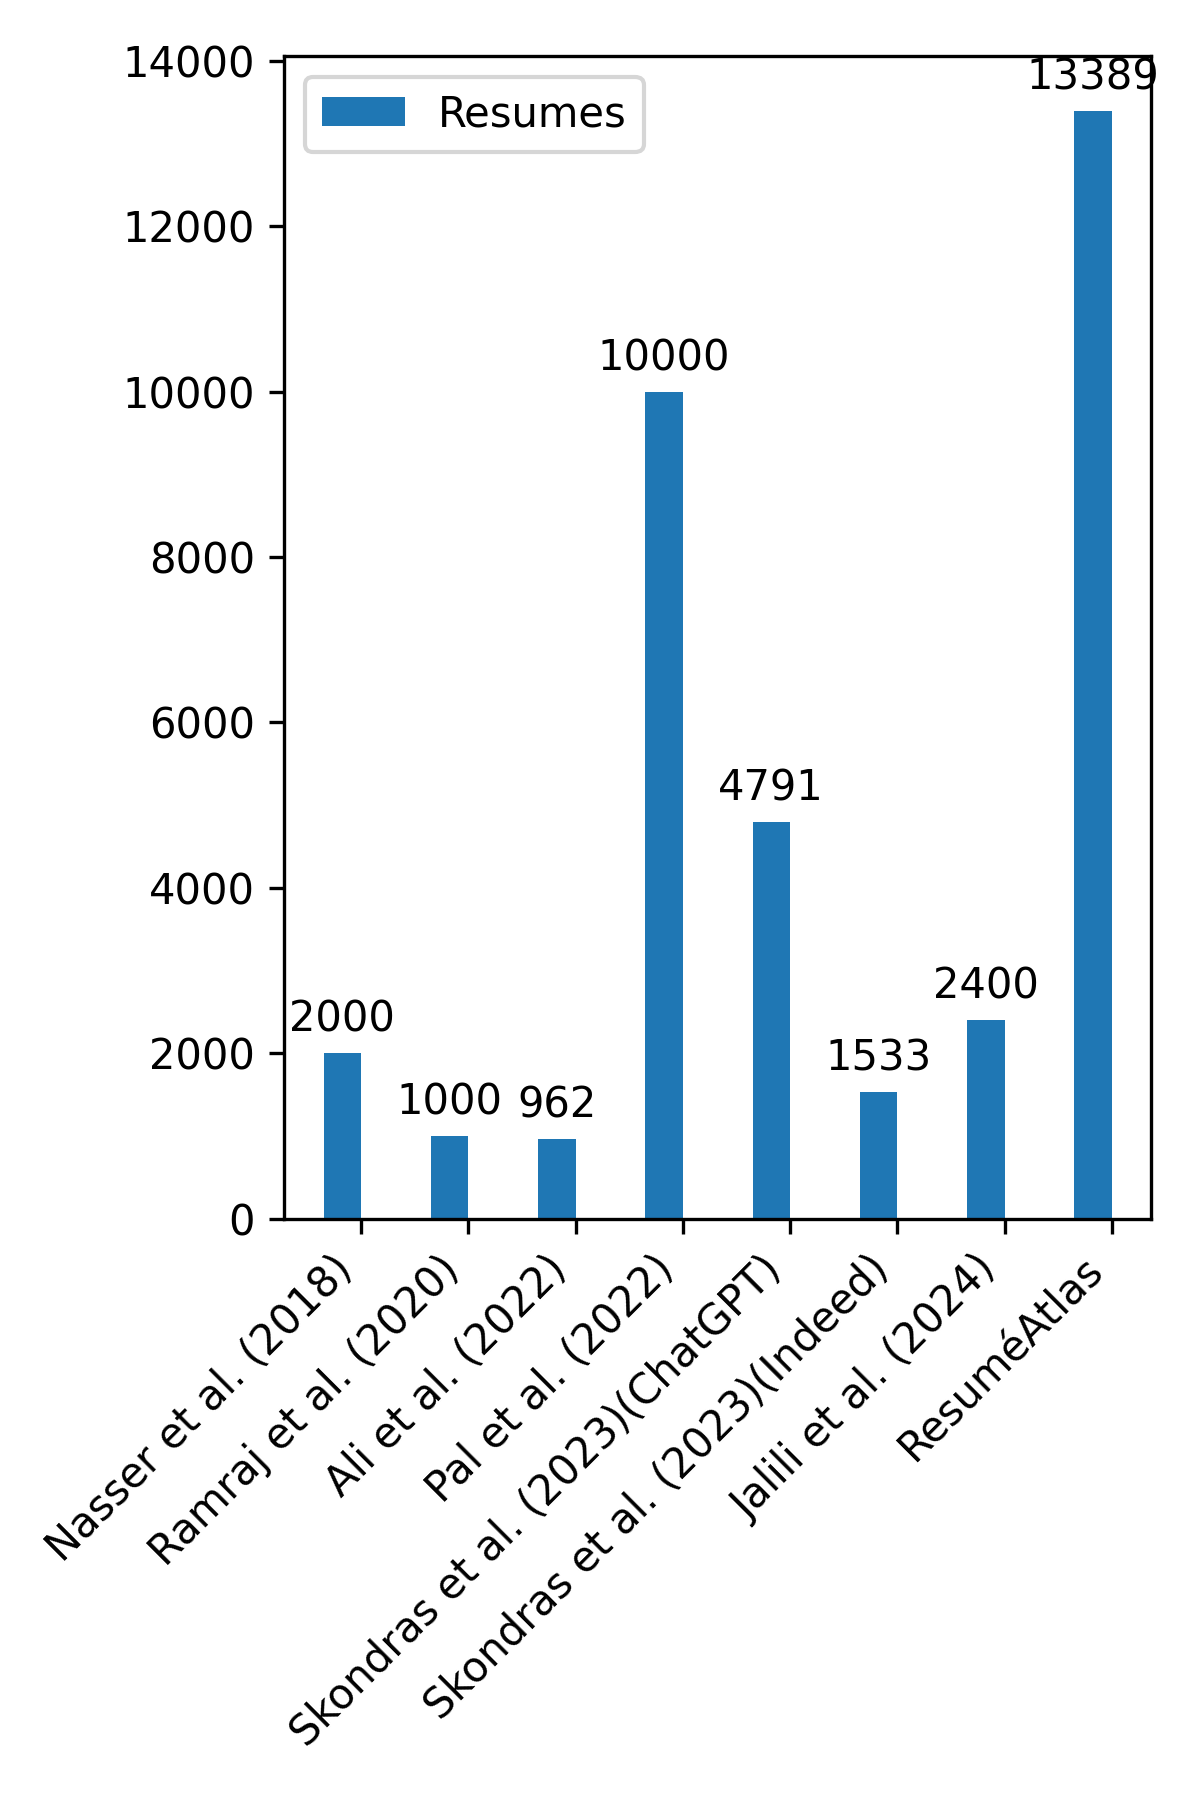 14000
12000
10000
8000
6000
4000
2000
0
Resumes
2000
1000
962
10000
4791
1533
2400
13389
Nasser et al. (2018)
Ramraj et al. (2020)
Ali et al. (2022)
Pal et al. (2022)
Skondras et al. (2023)(ChatGPT)
Skondras et al. (2023)(Indeed)
Jalili et al. (2024)
ResuméAtlas